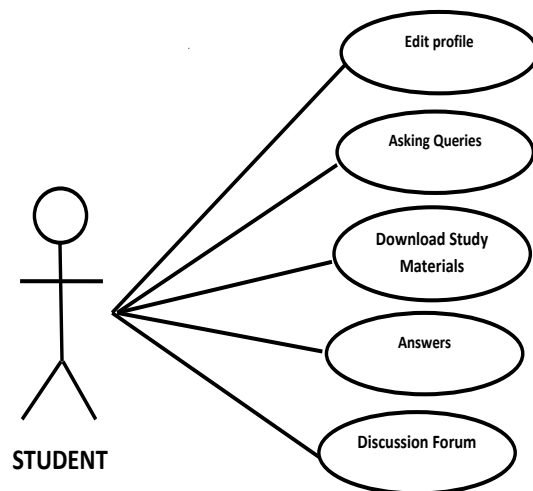 Edit profile
Asking Queries
Download Study
Materials
Answers
Discussion Forum
STUDENT